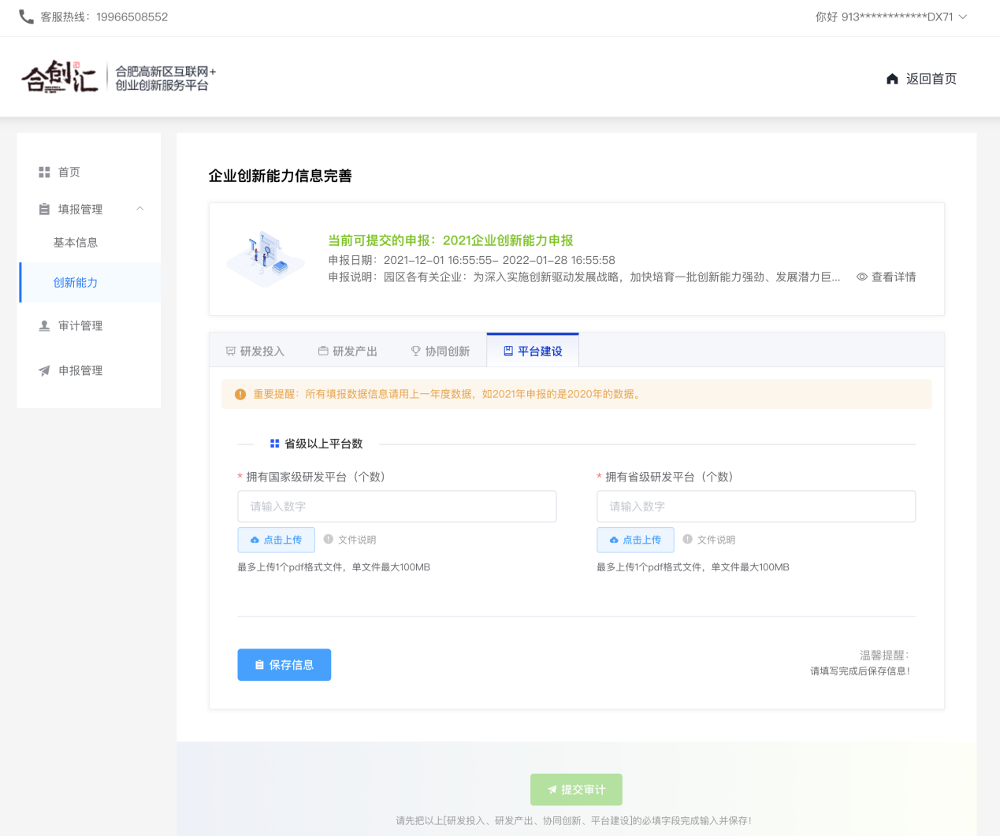 客服热线：19966508552
你好 913************DX71
合创汇
合肥高新区互联网+
创业创新服务平台
返回首页
首页
填报管理
基本信息
创新能力
审计管理
申报管理
企业创新能力信息完善
当前可提交的申报：2021企业创新能力申报
申报日期：2021-12-01 16:55:55- 2022-01-28 16:55:58
申报说明：园区各有关企业：为深入实施创新驱动发展战略，加快培育一批创新能力强劲、发展潜力巨... 查看详情
研发投入 研发产出 协同创新 平台建设
重要提醒：所有填报数据信息请用上一年度数据，如2021年申报的是2020年的数据。
省级以上平台数
* 拥有国家级研发平台（个数）
请输入数字
点击上传 文件说明
最多上传1个pdf格式文件，单文件最大100MB
* 拥有省级研发平台（个数）
请输入数字
点击上传 文件说明
最多上传1个pdf格式文件，单文件最大100MB
保存信息
温馨提醒：
请填写完成后保存信息！
提交审计
请先把以上[研发投入、研发产出、协同创新、平台建设]的必填字段完成输入并保存！